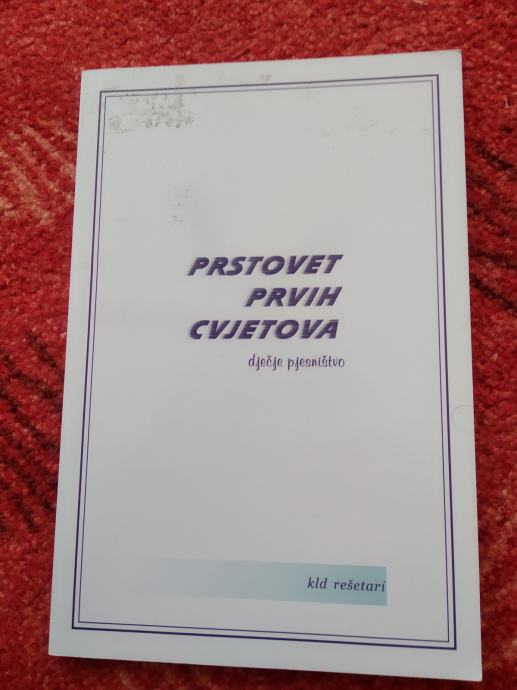 PRSTOVET
PRVIH
CVJETOVA
dječje pjesništvo
kld rešetari